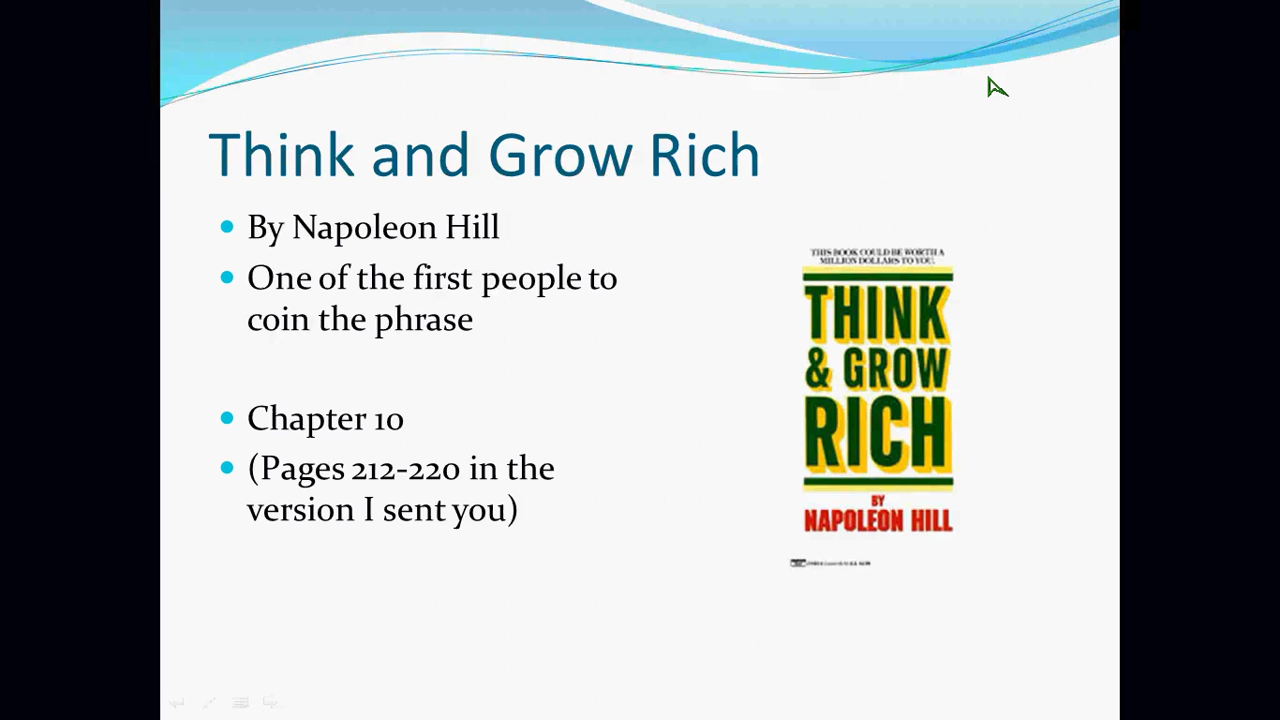 Think and Grow Rich
By Napoleon Hill
One of the first people to
coin the phrase
Chapter 10
(Pages 212-220 in the
version I sent you)
THIS BOOK COULD BE WORTH A
MILLION DOLLARS TO YOU.
THINK
& GROW
RICH
BY
NAPOLEON HILL